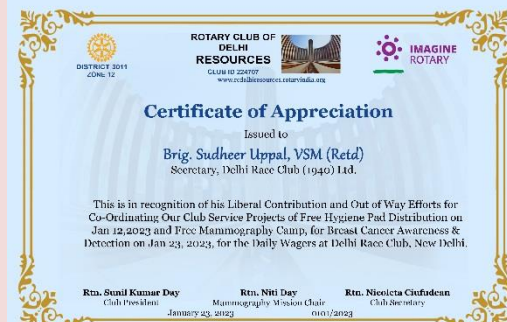 DISTRICT 3011
ZONE 12
ROTARY CLUB OF
DELHI
RESOURCES
CLUB ID 224707
www.rcdelhiresources.rotaryindia.org
IMAGINE
ROTARY
Certificate of Appreciation
Issued to
Brig. Sudheer Uppal, VSM (Retd)
Secretary, Delhi Race Club (1940) Ltd.
This is in recognition of his Liberal Contribution and Out of Way Efforts for
Co-Ordinating Our Club Service Projects of Free Hygiene Pad Distribution on
Jan 12,2023 and Free Mammography Camp, for Breast Cancer Awareness &
Detection on Jan 23, 2023, for the Daily Wagers at Delhi Race Club, New Delhi.
Rtn. Sunil Kumar Day Rtn. Niti Day Rtn. Nicoleta Ciufudean
Club President Mammography Mission Chair Club Secretary
January 23, 2023 0101/2023